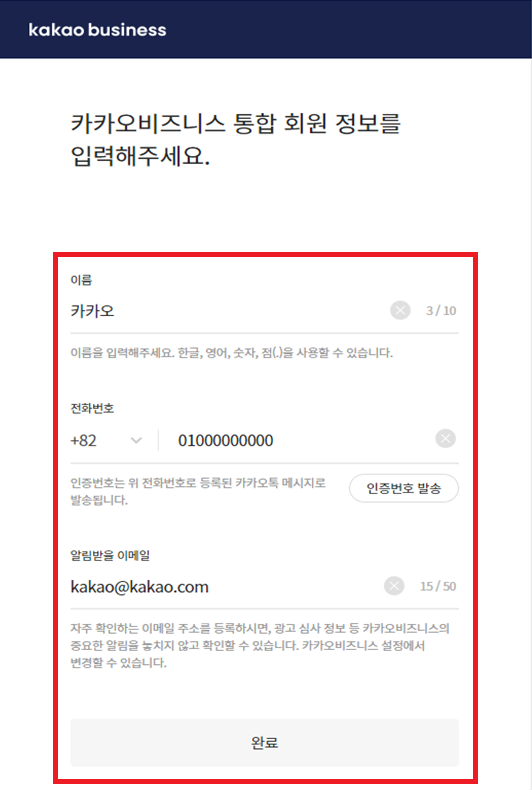 kakao business
카카오비즈니스 통합 회원 정보를
입력해주세요.
이름
카카오 3 / 10
이름을 입력해주세요. 한글, 영어, 숫자, 점(.)을 사용할 수 있습니다.
전화번호
+82 01000000000
인증번호는 위 전화번호로 등록된 카카오톡 메시지로
발송됩니다.
인증번호 발송
알림받을 이메일
kakao@kakao.com 15 / 50
자주 확인하는 이메일 주소를 등록하시면, 광고 심사 정보 등 카카오비즈니스의
중요한 알림을 놓치지 않고 확인할 수 있습니다. 카카오비즈니스 설정에서
변경할 수 있습니다.
완료